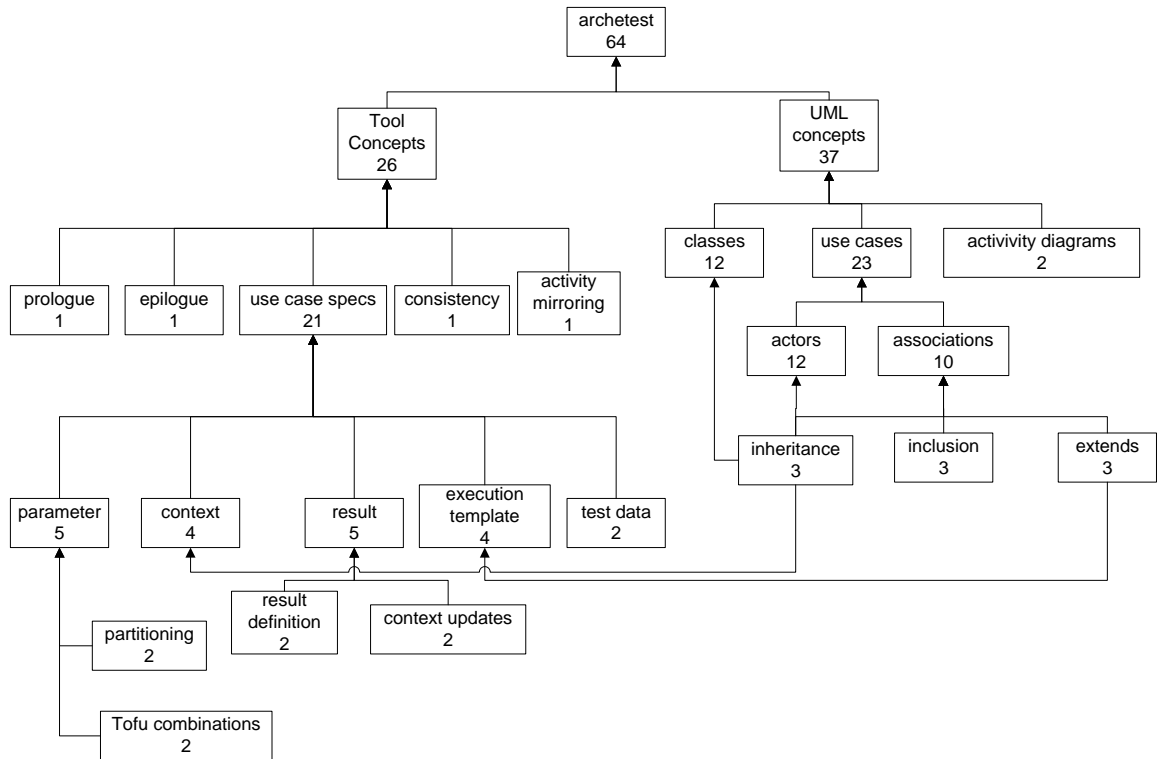 archetest
64
Tool
Concepts
26
UML
concepts
37
classes
12
use cases
23
activivity diagrams
2
prologue
1
epilogue
1
use case specs
21
consistency
1
activity
mirroring
1
actors
12
associations
10
inheritance
3
inclusion
3
extends
3
parameter
5
context
4
result
5
execution
template
4
test data
2
result
definition
2
context updates
2
partitioning
2
Tofu combinations
2